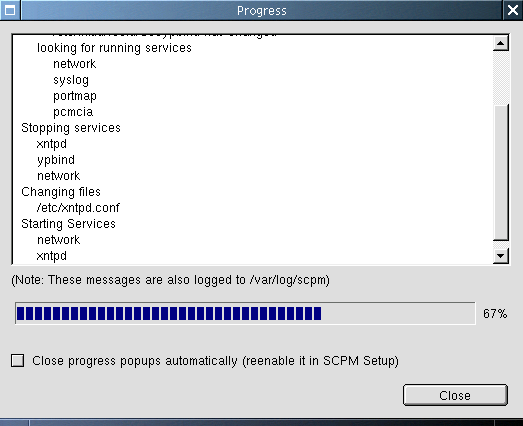 Progress
looking for running services
network
syslog
portmap
pcmcia
Stopping services
xntpd
ypbind
network
Changing files
/etc/xntpd.conf
Starting Services
network
xntpd
(Note: These messages are also logged to /var/log/scpm)
67%
Close progress popups automatically (reenable it in SCPM Setup)
Close